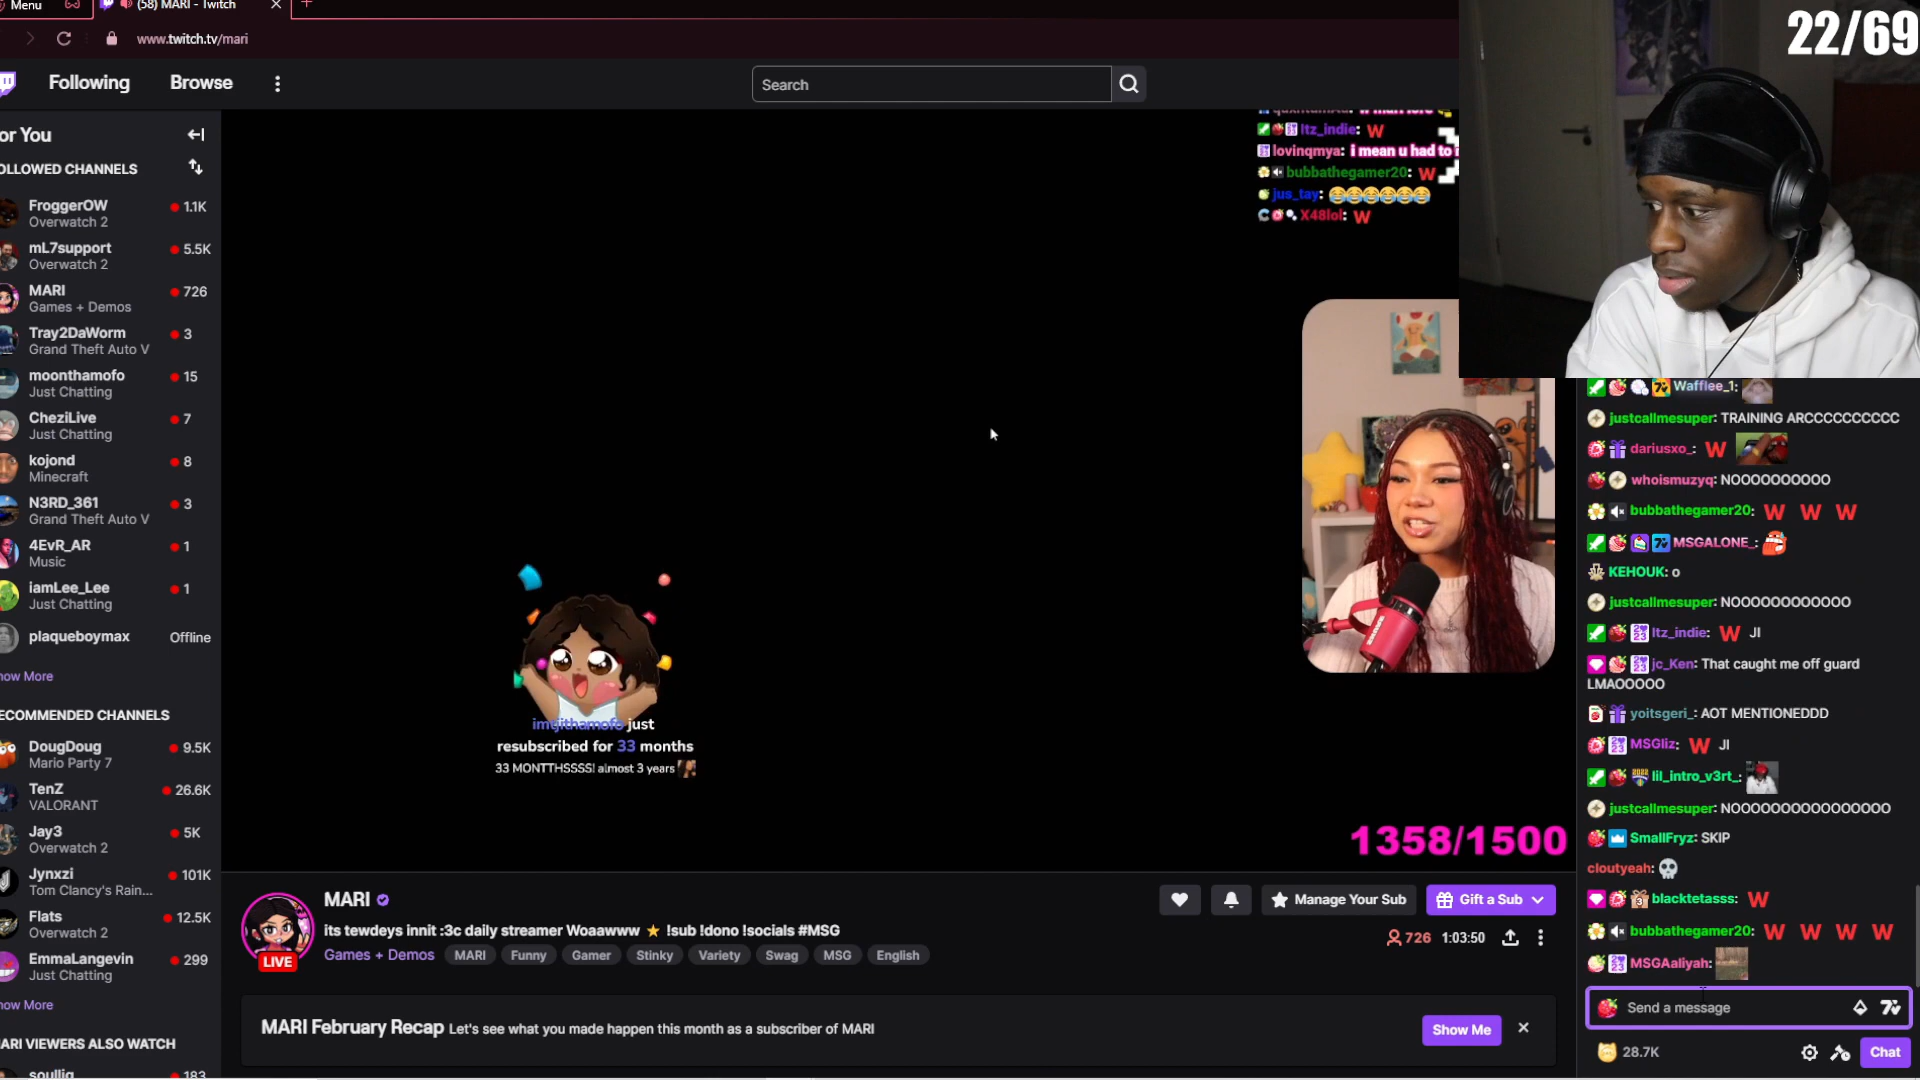 Menu
(58) MARI - Twitch
22/69
www.twitch.tv/mari
Following
Browse
Search
or You
OLLOWED CHANNELS
FroggerOW
1.1K
Overwatch 2
mL7support
5.5K
Overwatch 2
MARI
726
Games + Demos
Tray2DaWorm
3
Grand Theft Auto V
moonthamofo
15
Just Chatting
CheziLive
7
Just Chatting
kojond
8
Minecraft
N3RD_361
3
Grand Theft Auto V
4EvR_AR
1
Music
iamLee_Lee
1
Just Chatting
plaqueboymax
Offline
how More
ECOMMENDED CHANNELS
DougDoug
9.5K
Mario Party 7
TenZ
26.6K
VALORANT
Jay3
5K
Overwatch 2
Jynxzi
101K
Tom Clancy's Rain...
Flats
12.5K
Overwatch 2
EmmaLangevin
299
Just Chatting
how More
ARI VIEWERS ALSO WATCH
soullig
183
Itz_indie: W
lovinqmya: i mean u had to
bubbathegamer20: W
jus_tay:
X48lol: W
imtjithamofo just
resubscribed for 33 months
33 MONTTHSSSS! almost 3 years
1358/1500
MARI
LIVE
its tewdeys innit :3c daily streamer Woaawww ⭐ !sub !dono !socials #MSG
Games + Demos
MARI
Funny
Gamer
Stinky
Variety
Swag
MSG
English
Manage Your Sub
Gift a Sub
726
1:03:50
MARI February Recap Let's see what you made happen this month as a subscriber of MARI
Show Me
Wafflee_1:
justcallmesuper: TRAINING ARCCCCCCCCCC
dariusxo_: W
whoismuzyq: NOOOOOOOOOO
bubbathegamer20: W W W
MSGALONE_:
KEHOUK: o
justcallmesuper: NOOOOOOOOOOOO
Itz_indie: W JI
jc_Ken: That caught me off guard
LMAOOOOO
yoitsgeri_: AOT MENTIONEDDD
MSGliz: W JI
lil_intro_v3rt_:
justcallmesuper: NOOOOOOOOOOOOOOOO
SmallFryz: SKIP
cloutyeah: 💀
blacktetasss: W
bubbathegamer20: W W W W
MSGAaliyah:
Send a message
28.7K
Chat